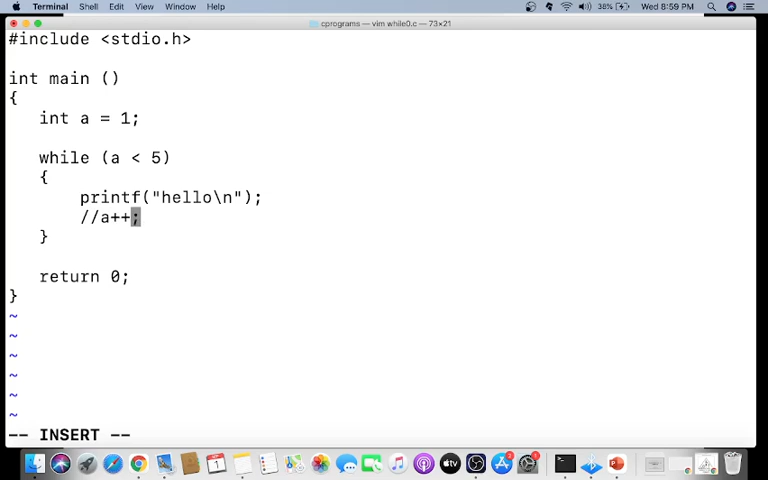 Terminal Shell Edit View Window Help 38% Wed 8:59 PM
cprograms — vim while0.c — 73×21
#include <stdio.h>
int main ()
{
int a = 1;
while (a < 5)
{
printf("hello\n");
//a++;
}
return 0;
}
~
~
~
~
~
~
-- INSERT --